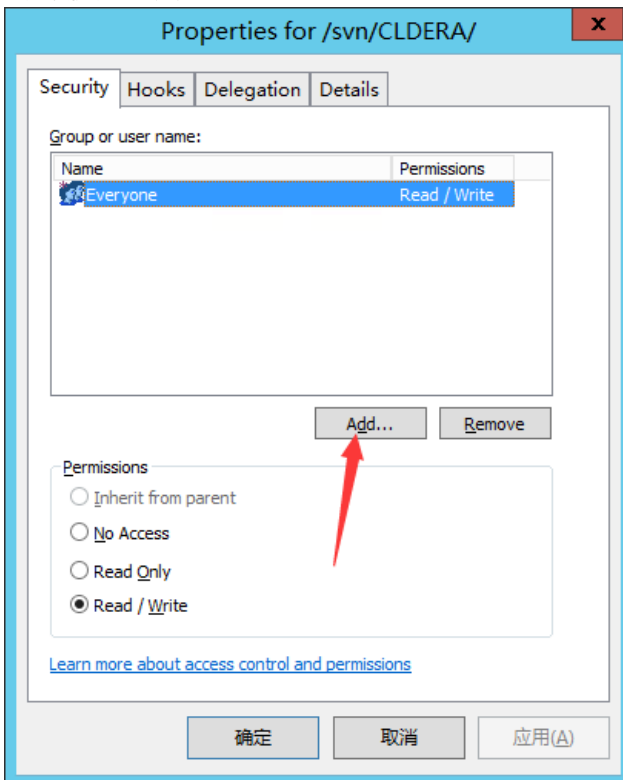 Properties for /svn/CLDERA/
x
Security Hooks Delegation Details
Group or user name:
Name Permissions
Everyone Read / Write
Add... Remove
Permissions
Inherit from parent
No Access
Read Only
Read / Write
Learn more about access control and permissions
确定 取消 应用(A)